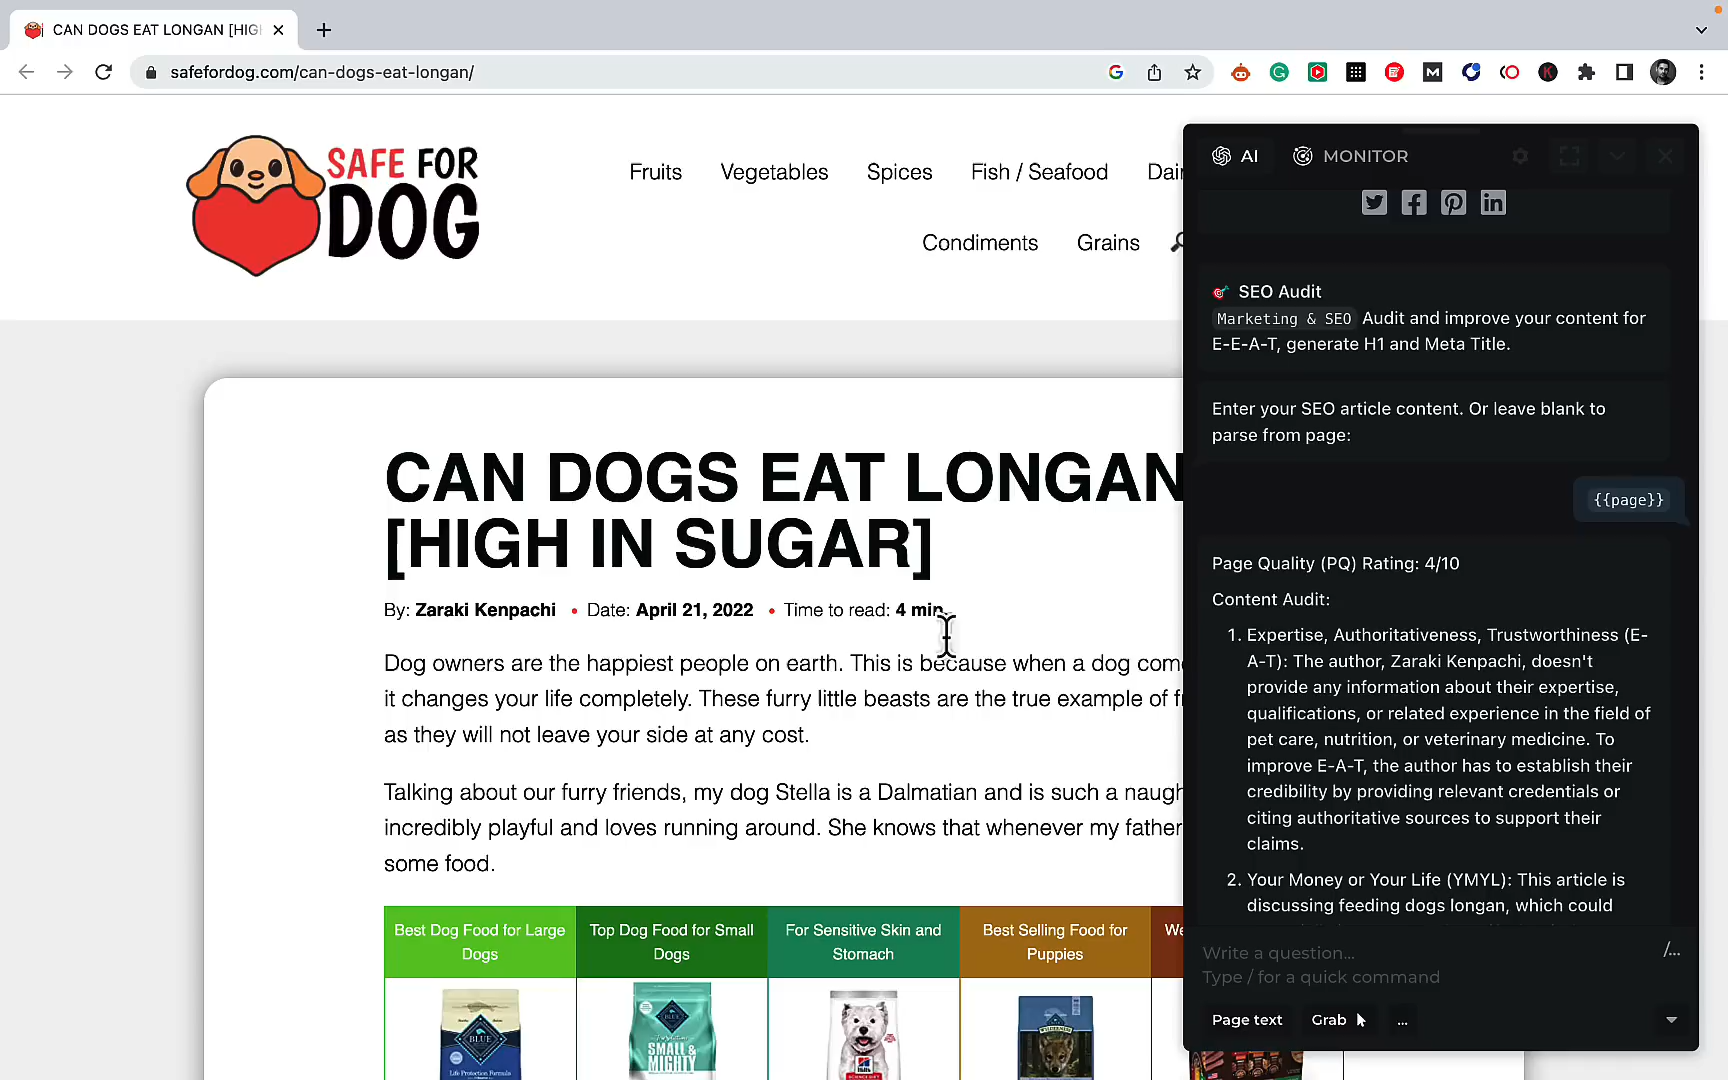 CAN DOGS EAT LONGAN [HIG
safefordog.com/can-dogs-eat-longan/
SAFE FOR
DOG
Fruits
Vegetables
Spices
Fish / Seafood
Dair
Condiments
Grains
CAN DOGS EAT LONGAN
[HIGH IN SUGAR]
By: Zaraki Kenpachi • Date: April 21, 2022 • Time to read: 4 min
Dog owners are the happiest people on earth. This is because when a dog com
it changes your life completely. These furry little beasts are the true example of f
as they will not leave your side at any cost.
Talking about our furry friends, my dog Stella is a Dalmatian and is such a naugh
incredibly playful and loves running around. She knows that whenever my father
some food.
Best Dog Food for Large
Dogs
Top Dog Food for Small
Dogs
For Sensitive Skin and
Stomach
Best Selling Food for
Puppies
We
BLUE
Life Protection Formula
BLUE
SMALL &
MIGHTY
Hill's
BLUE
WILDERNESS
AI
MONITOR
SEO Audit
Marketing & SEO Audit and improve your content for
E-E-A-T, generate H1 and Meta Title.
Enter your SEO article content. Or leave blank to
parse from page:
{{page}}
Page Quality (PQ) Rating: 4/10
Content Audit:
1. Expertise, Authoritativeness, Trustworthiness (E-
A-T): The author, Zaraki Kenpachi, doesn't
provide any information about their expertise,
qualifications, or related experience in the field of
pet care, nutrition, or veterinary medicine. To
improve E-A-T, the author has to establish their
credibility by providing relevant credentials or
citing authoritative sources to support their
claims.
2. Your Money or Your Life (YMYL): This article is
discussing feeding dogs longan, which could
Write a question...
Type / for a quick command
/...
Page text
Grab
...